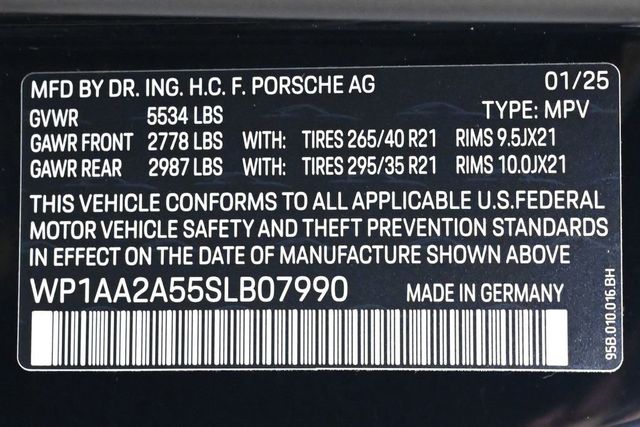 MFD BY DR. ING. H.C. F. PORSCHE AG 01/25
GVWR 5534 LBS TYPE: MPV
GAWR FRONT 2778 LBS WITH: TIRES 265/40 R21 RIMS 9.5JX21
GAWR REAR 2987 LBS WITH: TIRES 295/35 R21 RIMS 10.0JX21
THIS VEHICLE CONFORMS TO ALL APPLICABLE U.S.FEDERAL
MOTOR VEHICLE SAFETY AND THEFT PREVENTION STANDARDS
IN EFFECT ON THE DATE OF MANUFACTURE SHOWN ABOVE
WP1AA2A55SLB07990 MADE IN GERMANY
95B.010.016.BH